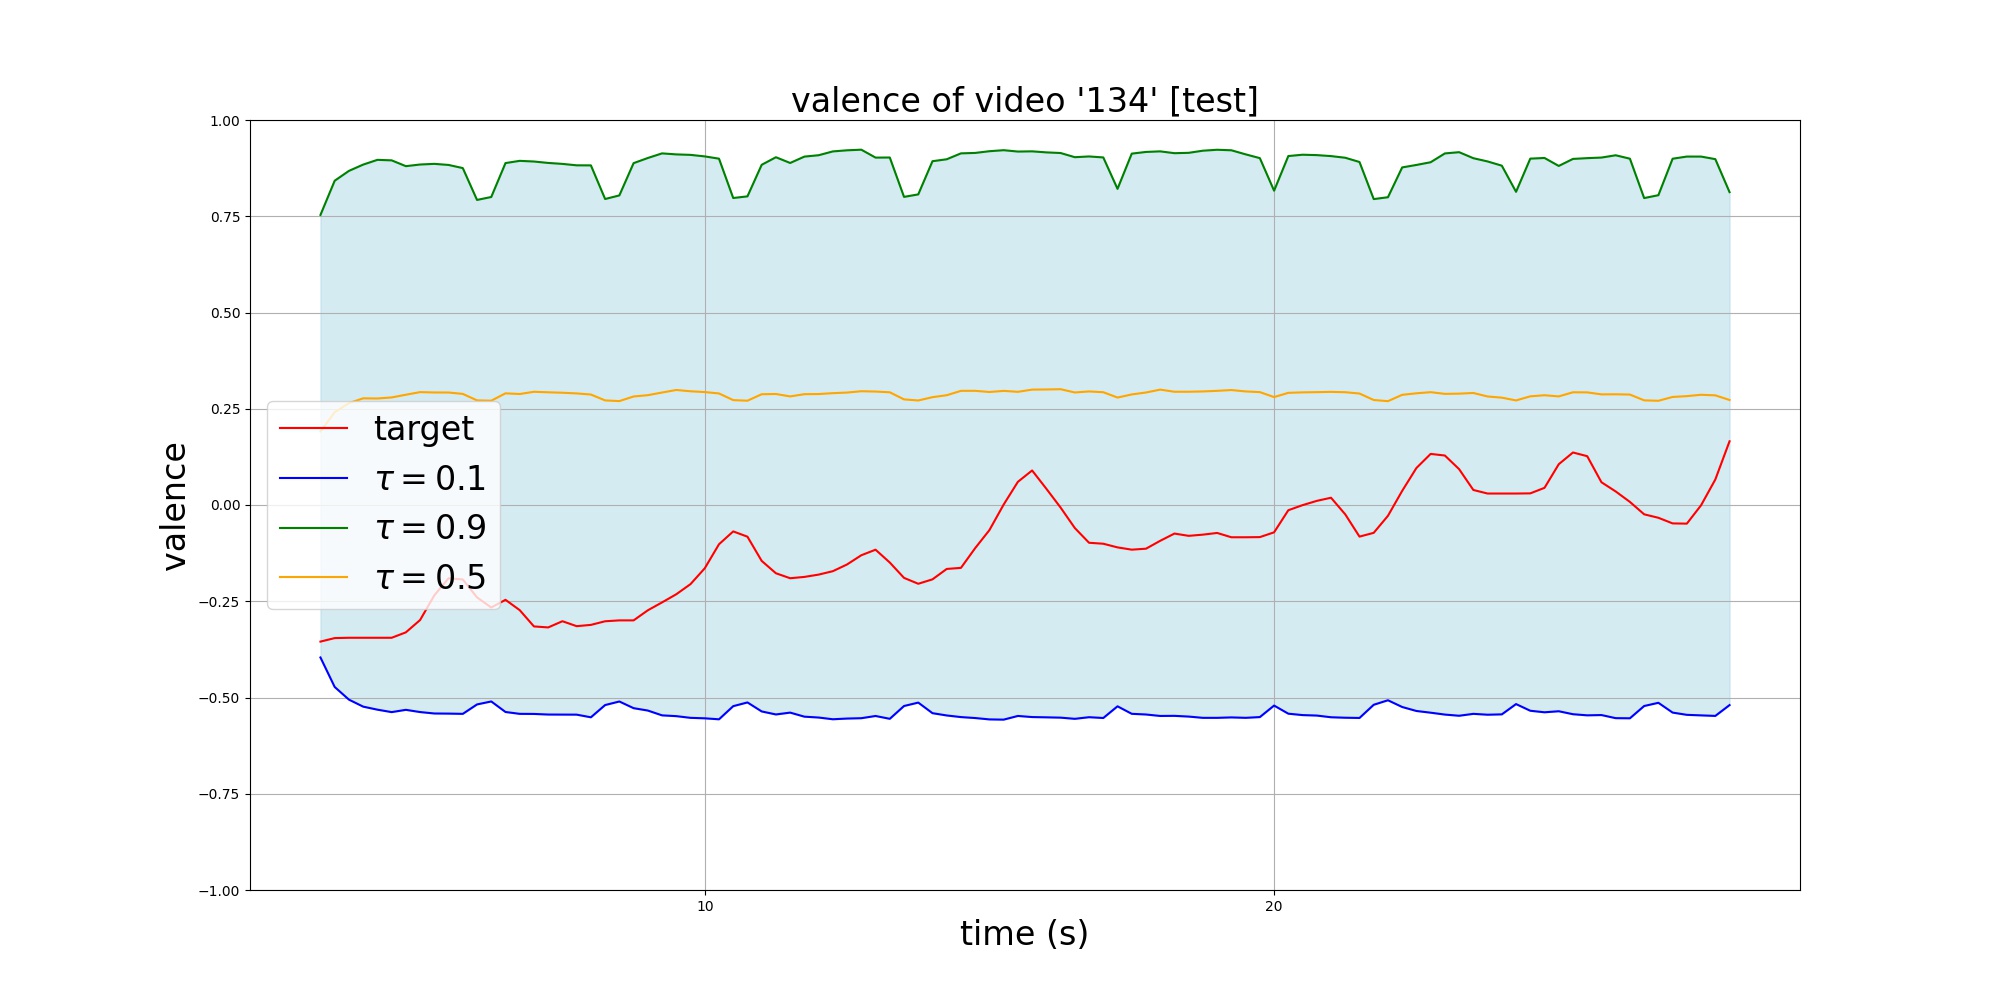 valence of video '134' [test]
1.00
0.75
0.50
0.25
0.00
−0.25
−0.50
−0.75
−1.00
valence
target
τ = 0.1
τ = 0.9
τ = 0.5
10
20
time (s)